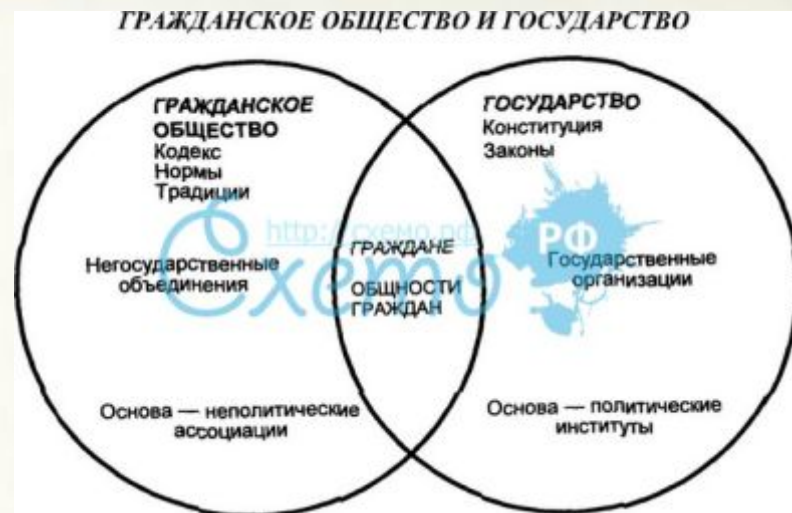 ГРАЖДАНСКОЕ ОБЩЕСТВО И ГОСУДАРСТВО
ГРАЖДАНСКОЕ
ОБЩЕСТВО
Кодекс
Нормы
Традиции
Негосударственные
объединения
Основа — неполитические
ассоциации
ГРАЖДАНЕ
ОБЩНОСТИ
ГРАЖДАН
ГОСУДАРСТВО
Конституция
Законы
Государственные
организации
Основа — политические
институты
http://схемо.рф
Схемо
РФ